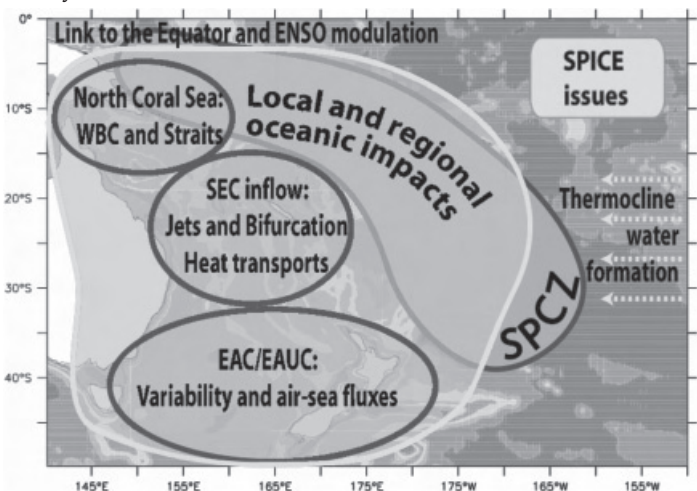 Link to the Equator and ENSO modulation
SPICE
issues
North Coral Sea:
WBC and Straits
Local and regional
oceanic impacts
SEC inflow:
Jets and Bifurcation
Heat transports
Thermocline
water
formation
SPCZ
EAC/EAUC:
Variability and air-sea fluxes
0°
10°S
20°S
30°S
40°S
145°E 155°E 165°E 175°E 175°W 165°W 155°W